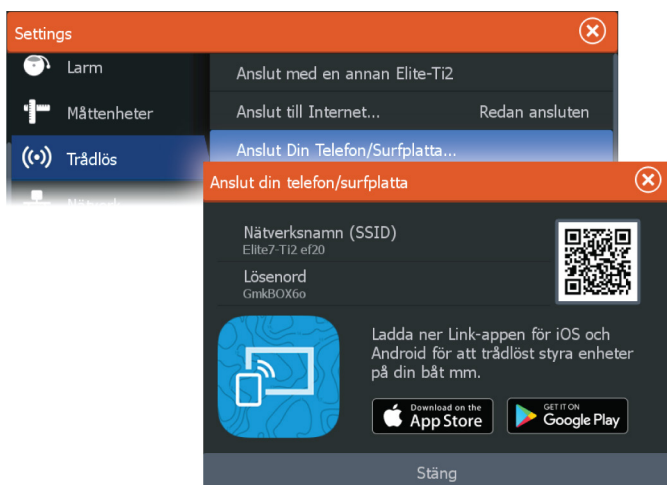 Settings
Larm
Måttenheter
Trådlös
Nätverk
Anslut med en annan Elite-Ti2
Anslut till Internet... Redan ansluten
Anslut Din Telefon/Surfplatta...
Anslut din telefon/surfplatta
Nätverksnamn (SSID)
Elite7-Ti2 ef20
Lösenord
GmkBOX6o
Ladda ner Link-appen för iOS och
Android för att trådlöst styra enheter
på din båt mm.
Download on the
App Store
GET IT ON
Google Play
Stäng